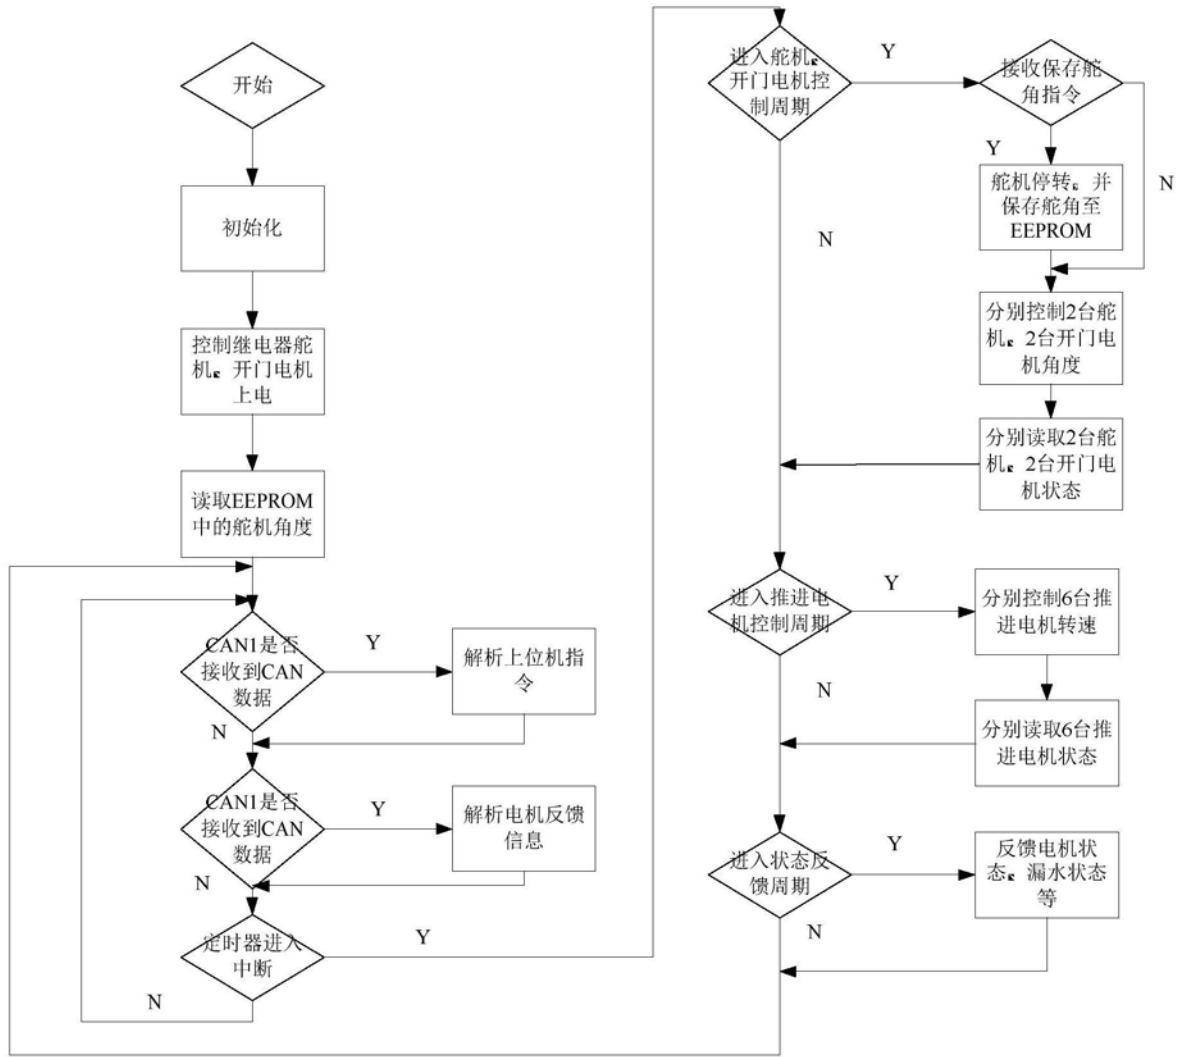 开始
初始化
控制继电器舵
机。开门电机
上电
读取EEPROM
中的舵机角度
CAN1是否
接收到CAN
数据
Y
解析上位机指
令
N
CAN1是否
接收到CAN
数据
Y
解析电机反馈
信息
N
定时器进入
中断
Y
N
进入舵机。
开门电机控
制周期
Y
接收保存舵
角指令
Y
N
舵机停转。并
保存舵角至
EEPROM
N
分别控制2台舵
机。2台开门电
机角度
分别读取2台舵
机。2台开门电
机状态
进入推进电
机控制周期
Y
分别控制6台推
进电机转速
N
分别读取6台推
进电机状态
进入状态反
馈周期
Y
反馈电机状
态。漏水状态
等
N